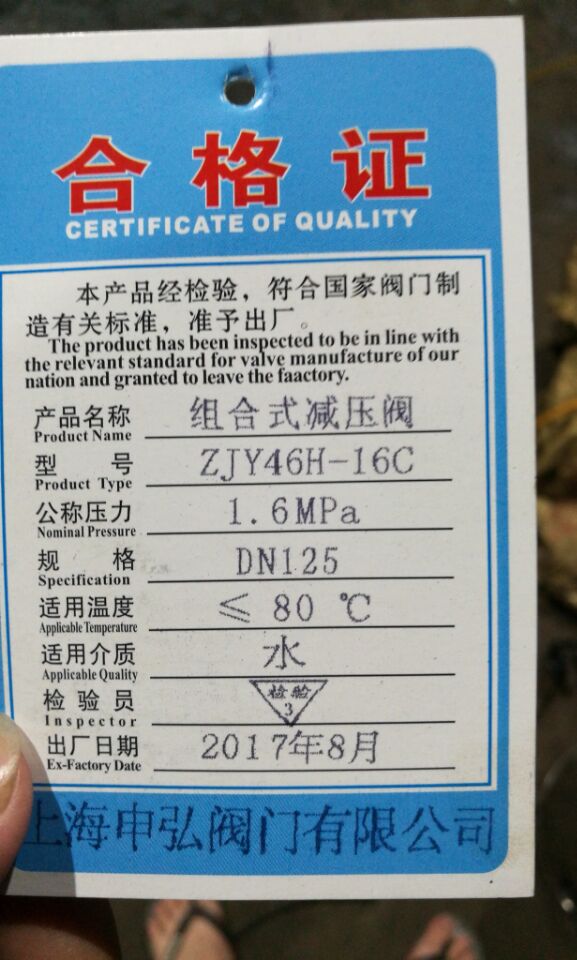 合格证
CERTIFICATE OF QUALITY
本产品经检验，符合国家阀门制
造有关标准，准予出厂。
The product has been inspected to be in line with
the relevant standard for valve manufacture of our
nation and granted to leave the faactory.
产品名称 组合式减压阀
Product Name
型号 ZJY46H-16C
Product Type
公称压力 1.6MPa
Nominal Pressure
规格 DN125
Specification
适用温度 ≤ 80 ℃
Applicable Temperature
适用介质 水
Applicable Quality
检验员 检验
Inspector 3
出厂日期 2017年8月
Ex-Factory Date
上海申弘阀门有限公司